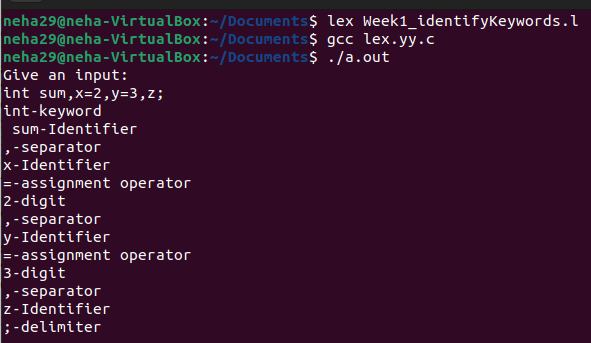 neha29@neha-VirtualBox:~/Documents$ lex Week1_identifyKeywords.l
neha29@neha-VirtualBox:~/Documents$ gcc lex.yy.c
neha29@neha-VirtualBox:~/Documents$ ./a.out
Give an input:
int sum,x=2,y=3,z;
int-keyword
 sum-Identifier
,-separator
x-Identifier
=-assignment operator
2-digit
,-separator
y-Identifier
=-assignment operator
3-digit
,-separator
z-Identifier
;-delimiter